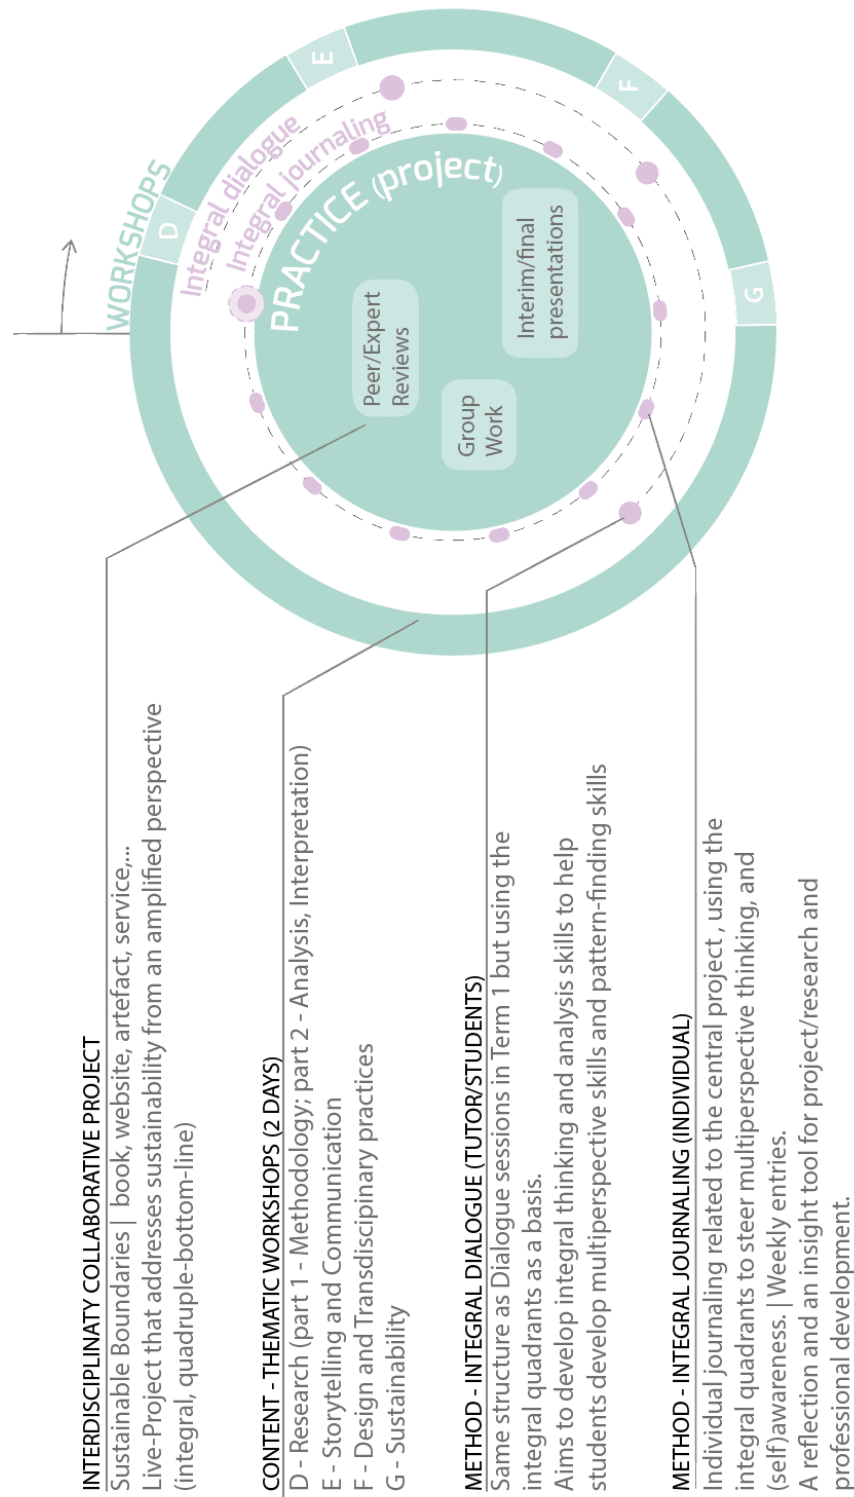 INTERDISCIPLINATY COLLABORATIVE PROJECT
Sustainable Boundaries | book, website, artefact, service,...
Live-Project that addresses sustainability from an amplified perspective
(integral, quadruple-bottom-line)
CONTENT - THEMATIC WORKSHOPS (2 DAYS)
D - Research (part 1 - Methodology; part 2 - Analysis, Interpretation)
E - Storytelling and Communication
F - Design and Transdisciplinary practices
G - Sustainability
METHOD - INTEGRAL DIALOGUE (TUTOR/STUDENTS)
Same structure as Dialogue sessions in Term 1 but using the
integral quadrants as a basis.
Aims to develop integral thinking and analysis skills to help
students develop multiperspective skills and pattern-finding skills
METHOD - INTEGRAL JOURNALING (INDIVIDUAL)
Individual journaling related to the central project , using the
integral quadrants to steer multiperspective thinking, and
(self)awareness. | Weekly entries.
A reflection and an insight tool for project/research and
professional development.
WORKSHOPS
D
E
F
G
Integral dialogue
Integral journaling
PRACTICE (project)
Peer/Expert
Reviews
Group
Work
Interim/final
presentations